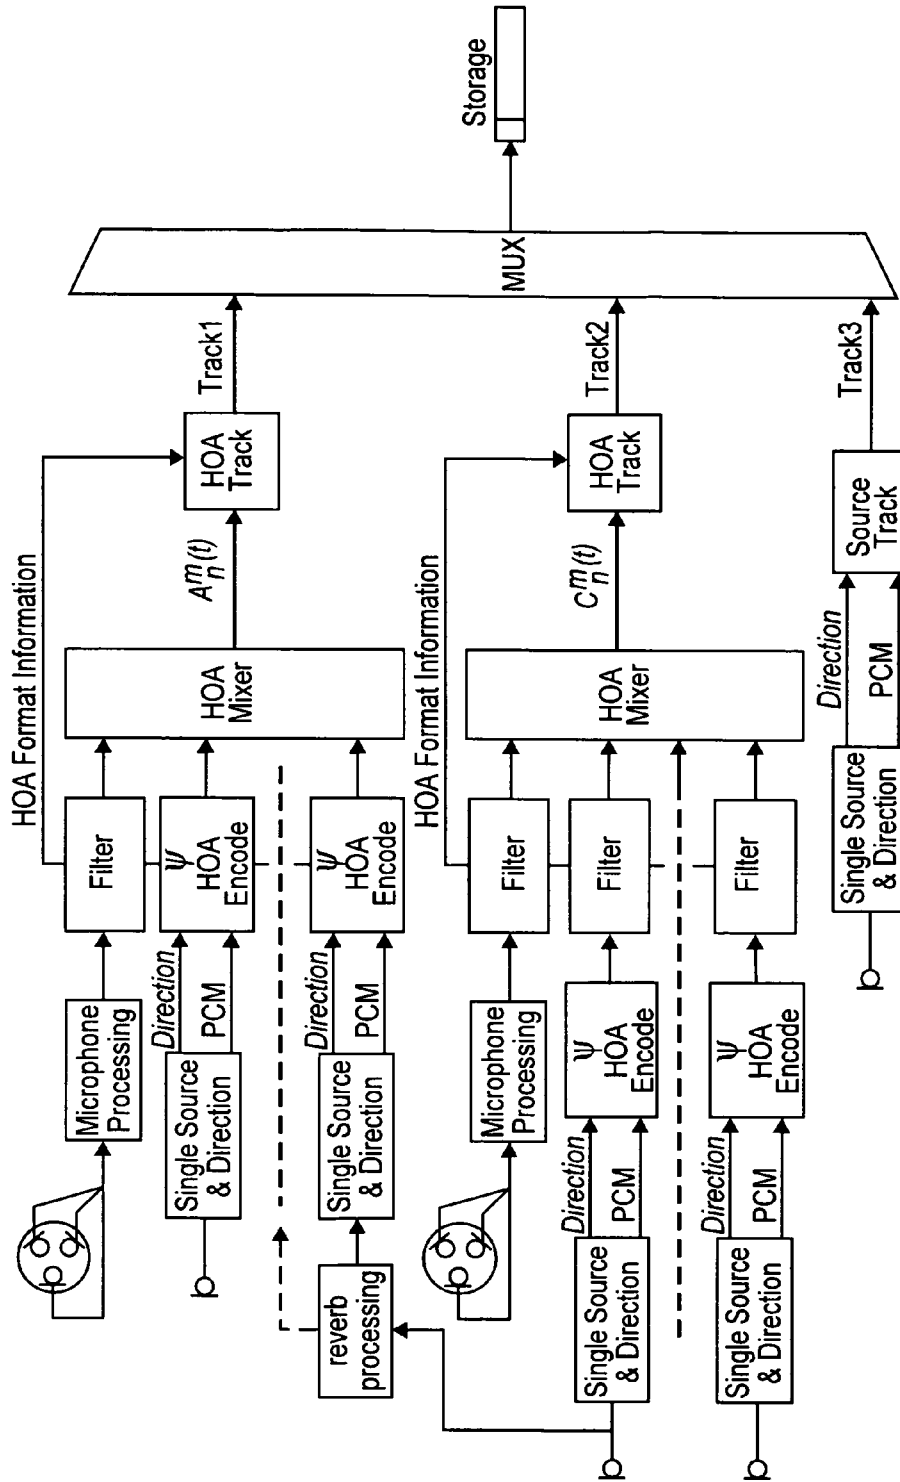 HOA Format Information
Microphone
Processing
Filter
Single Source
& Direction
Direction
PCM
Ψ
HOA
Encode
HOA
Mixer
A^m_n(t)
HOA
Track
Track1
reverb
processing
Single Source
& Direction
Direction
PCM
Ψ
HOA
Encode
HOA Format Information
Microphone
Processing
Filter
Single Source
& Direction
Direction
PCM
Ψ
HOA
Encode
Filter
HOA
Mixer
C^m_n(t)
HOA
Track
Track2
Single Source
& Direction
Direction
PCM
Ψ
HOA
Encode
Filter
Single Source
& Direction
Direction
PCM
Source
Track
Track3
MUX
Storage